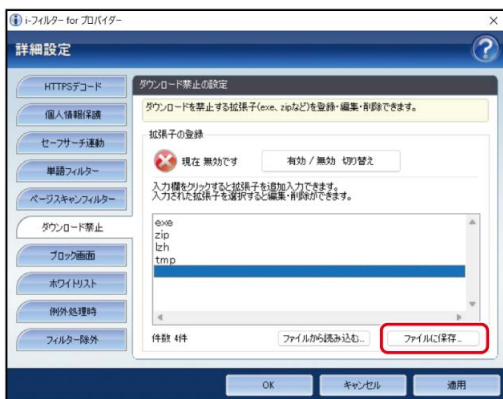 i-フィルター for プロバイダー
詳細設定
?
HTTPSデコード
個人情報保護
セーフサーチ連動
単語フィルター
ページスキャンフィルター
ダウンロード禁止
ブロック画面
ホワイトリスト
例外処理時
フィルター除外
ダウンロード禁止の設定
ダウンロードを禁止する拡張子(exe、zipなど)を登録・編集・削除できます。
拡張子の登録
現在 無効です
有効 / 無効 切り替え
入力欄をクリックすると拡張子を追加入力できます。
入力された拡張子を選択すると編集・削除ができます。
exe
zip
lzh
tmp
件数 4件
ファイルから読み込む...
ファイルに保存...
OK
キャンセル
適用